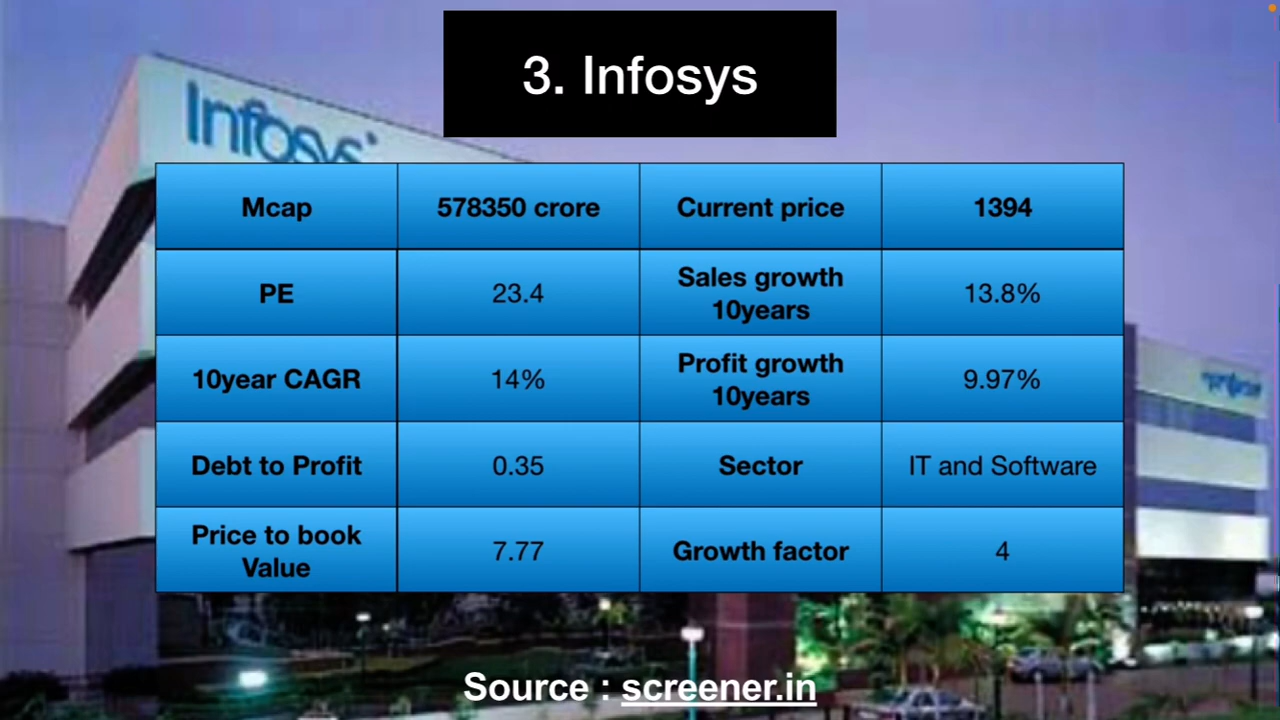 3. Infosys
Infosys
Mcap
578350 crore
Current price
1394
PE
23.4
Sales growth
10years
13.8%
10year CAGR
14%
Profit growth
10years
9.97%
Debt to Profit
0.35
Sector
IT and Software
Price to book
Value
7.77
Growth factor
4
Source : screener.in